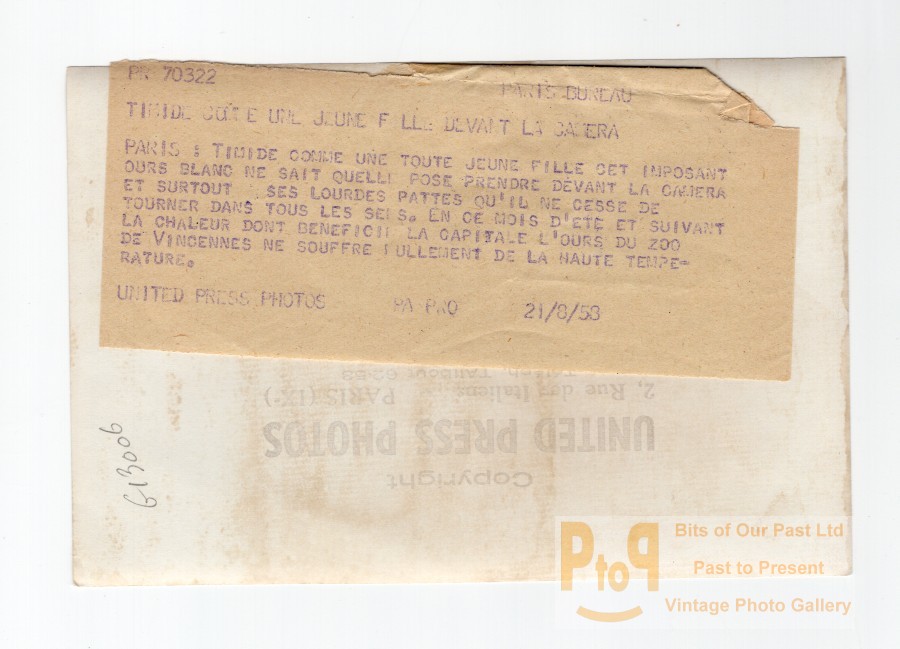 PN 70322
PARIS BUREAU
TIMIDE COMME UNE JEUNE FILLE DEVANT LA CAMERA
PARIS : TIMIDE COMME UNE TOUTE JEUNE FILLE CET IMPOSANT
OURS BLANC NE SAIT QUELLE POSE PRENDRE DEVANT LA CAMERA
ET SURTOUT SES LOURDES PATTES QU'IL NE CESSE DE
TOURNER DANS TOUS LES SENS. EN CE MOIS D'ETE ET SUIVANT
LA CHALEUR DONT BENEFICIE LA CAPITALE L'OURS DU ZOO
DE VINCENNES NE SOUFFRE NULLEMENT DE LA HAUTE TEMPE-
RATURE.
UNITED PRESS PHOTOS PA PRO 21/8/58
Copyright
UNITED PRESS PHOTOS
2, Rue des Italiens PARIS (IX·)
G13006
PtoP
Bits of Our Past Ltd
Past to Present
Vintage Photo Gallery